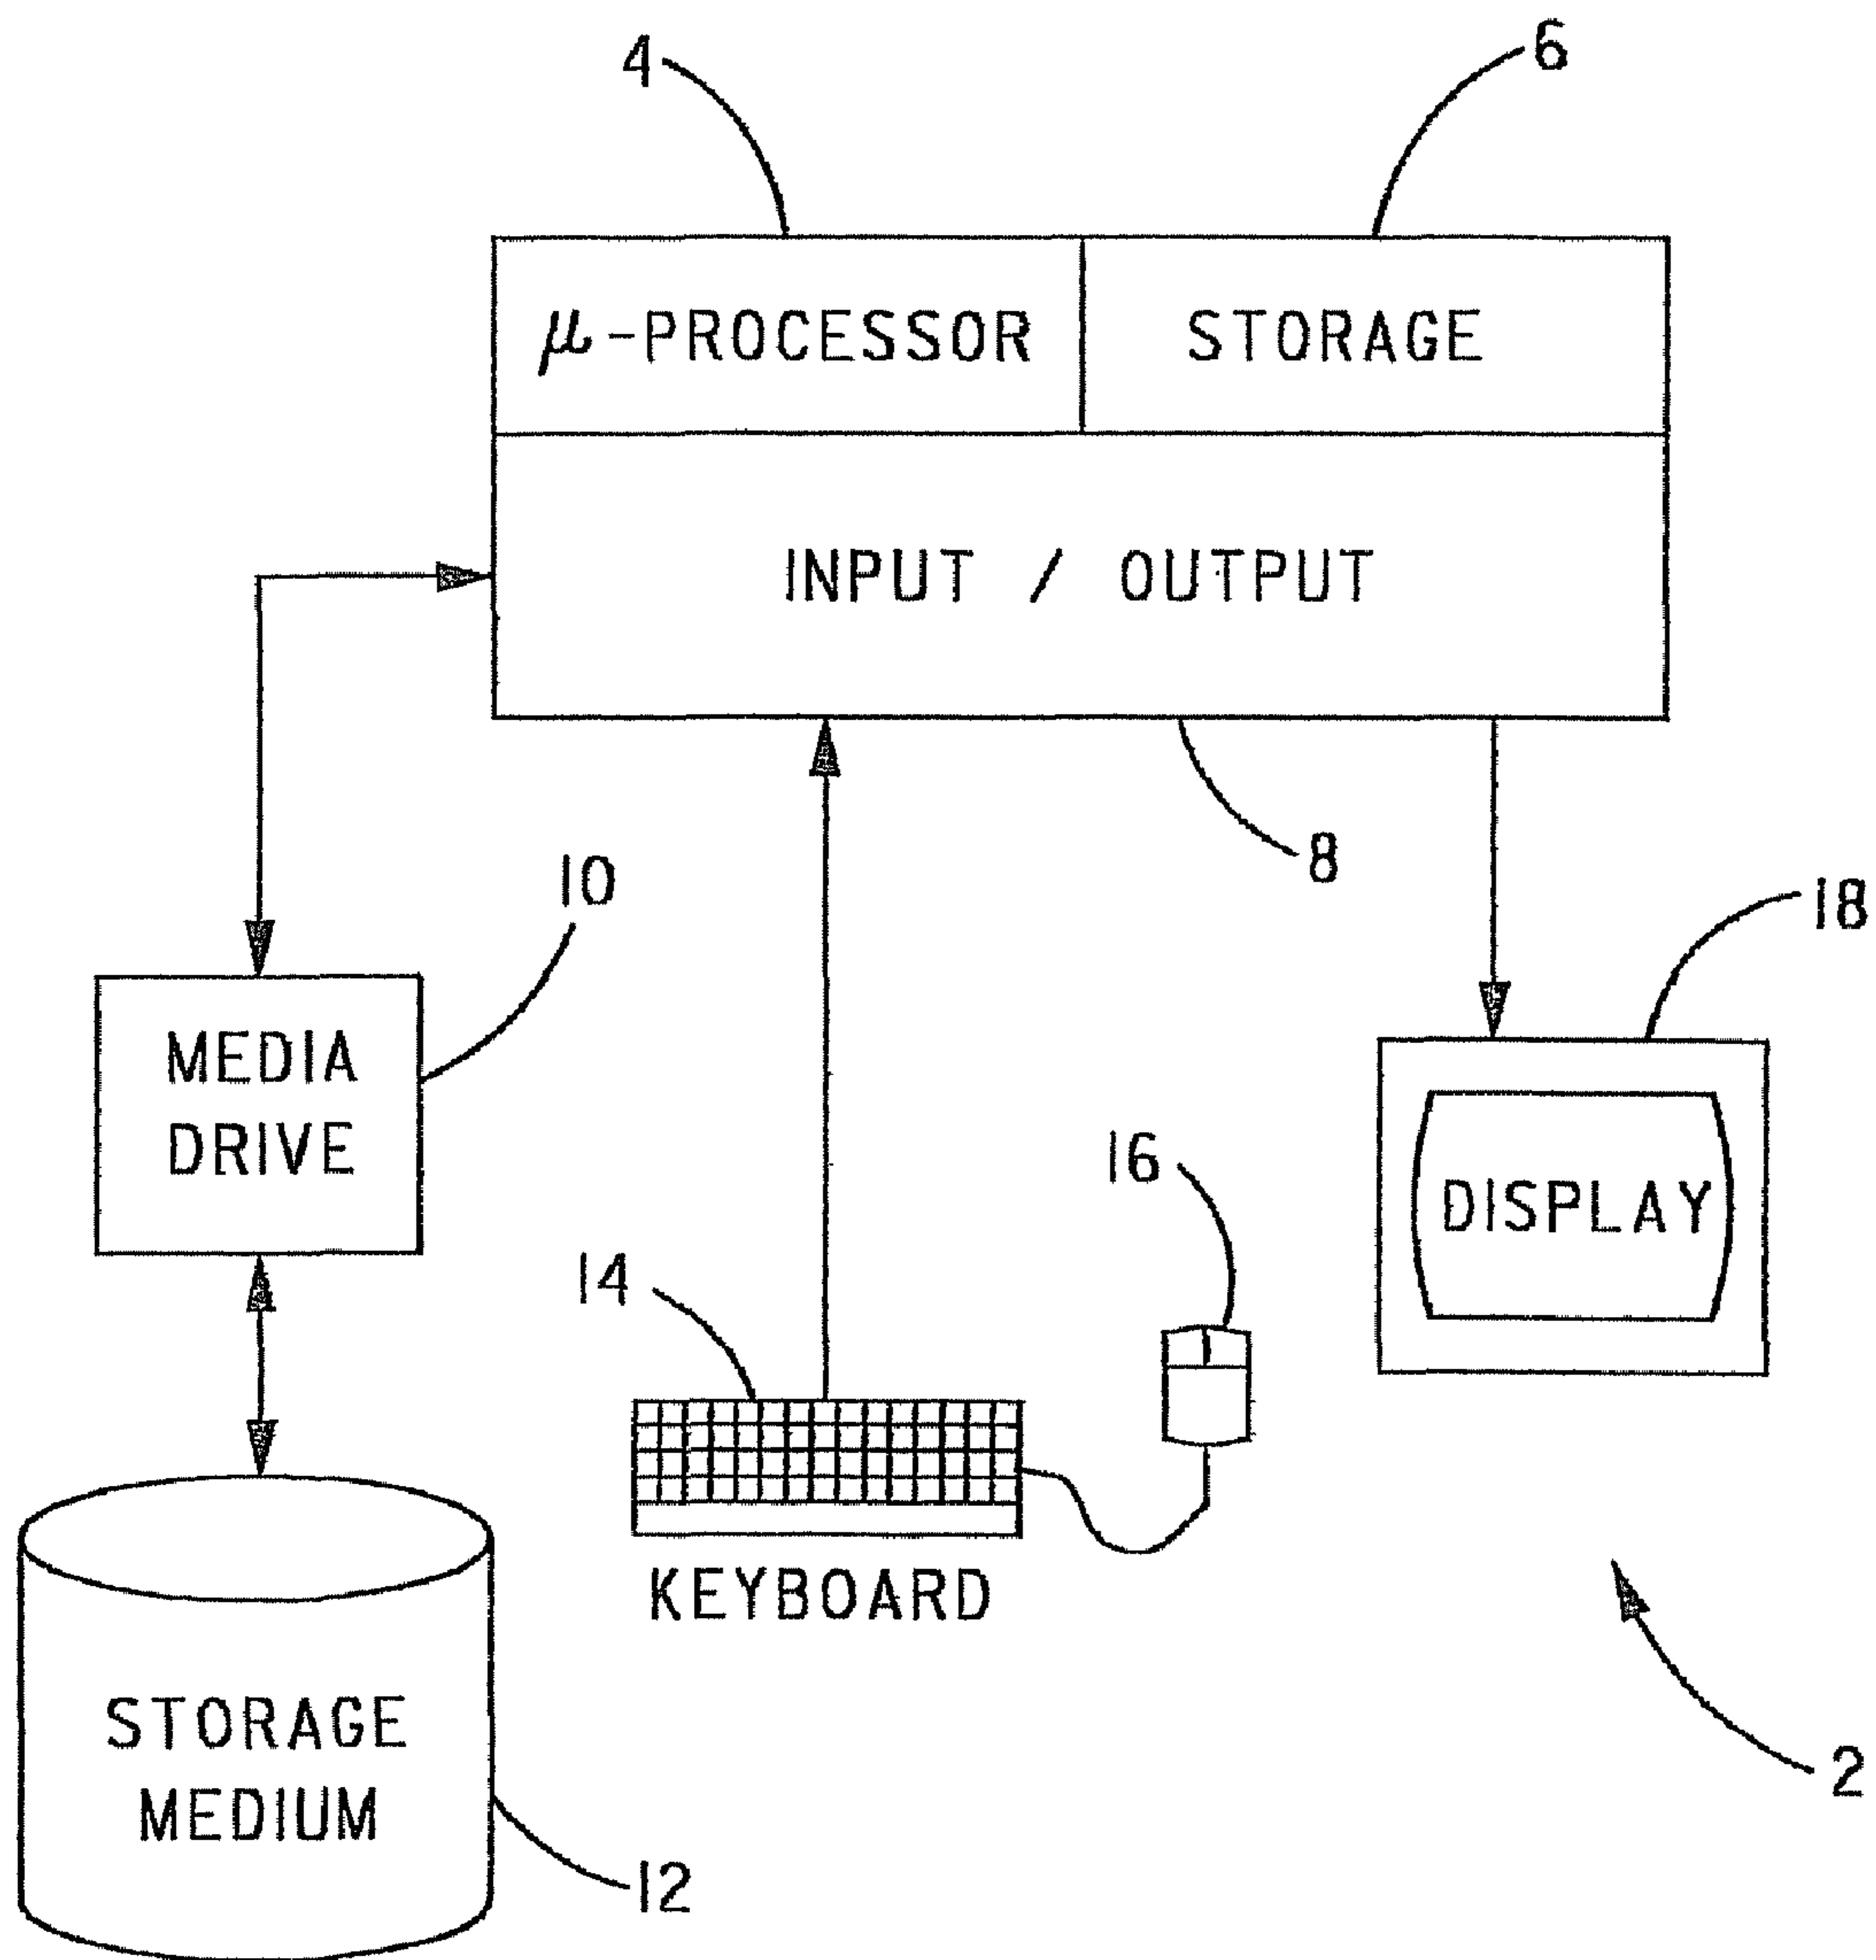 4
6
μ-PROCESSOR
STORAGE
INPUT / OUTPUT
8
10
18
MEDIA
DRIVE
16
DISPLAY
14
KEYBOARD
STORAGE
MEDIUM
2
12